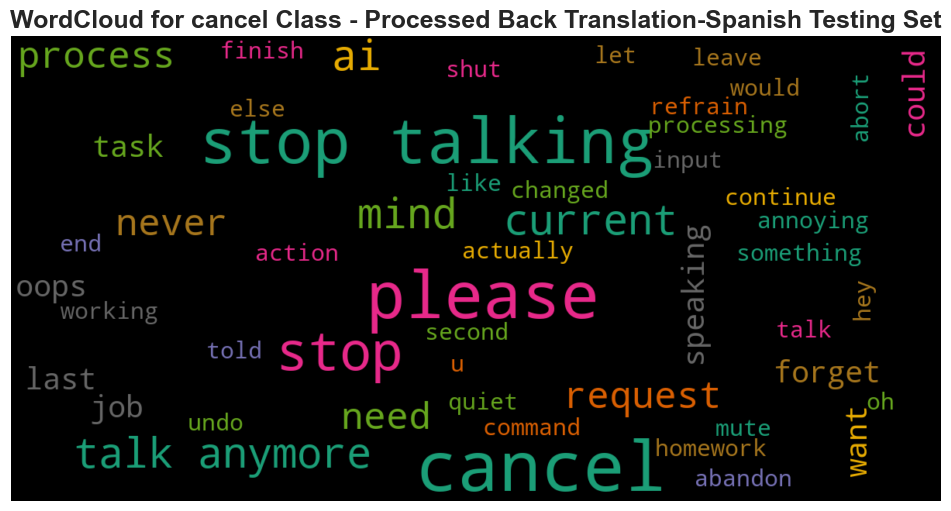 WordCloud for cancel Class - Processed Back Translation-Spanish Testing Set
process
finish
ai
shut
let
leave
could
would
else
refrain
abort
task
stop talking
processing
input
like
changed
continue
never
mind
current
annoying
end
action
actually
speaking
something
oops
please
hey
working
second
talk
told
stop
u
last
forget
job
need
quiet
request
oh
undo
command
mute
want
talk anymore
cancel
homework
abandon